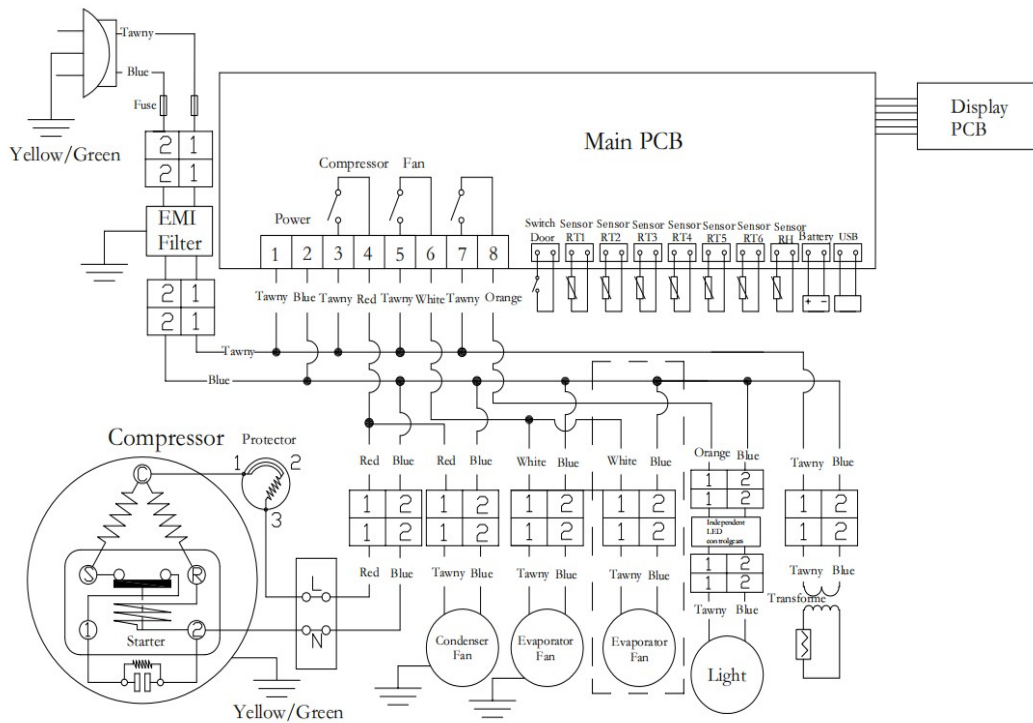 Tawny
Blue
Fuse
Yellow/Green
2 1
2 1
EMI
Filter
2 1
2 1
Main PCB
Display
PCB
Compressor Fan
Power
1 2 3 4 5 6 7 8
Tawny Blue Tawny Red Tawny White Tawny Orange
Switch Sensor Sensor Sensor Sensor Sensor Sensor Sensor
Door RT1 RT2 RT3 RT4 RT5 RT6 RH Battery USB
+ -
Tawny
Blue
Compressor
Protector
1 2
3
C
S R
1 2
Starter
L
N
Yellow/Green
Red Blue Red Blue White Blue White Blue Orange Blue Tawny Blue
1 2 1 2 1 2 1 2 1 2 1 2
1 2 1 2 1 2 1 2 1 2 1 2
Independent
LED
controlgears
1 2
1 2
Red Blue Tawny Blue Tawny Blue Tawny Blue Tawny Blue Tawny Blue
Transforme
Condenser
Fan
Evaporator
Fan
Evaporator
Fan
Light